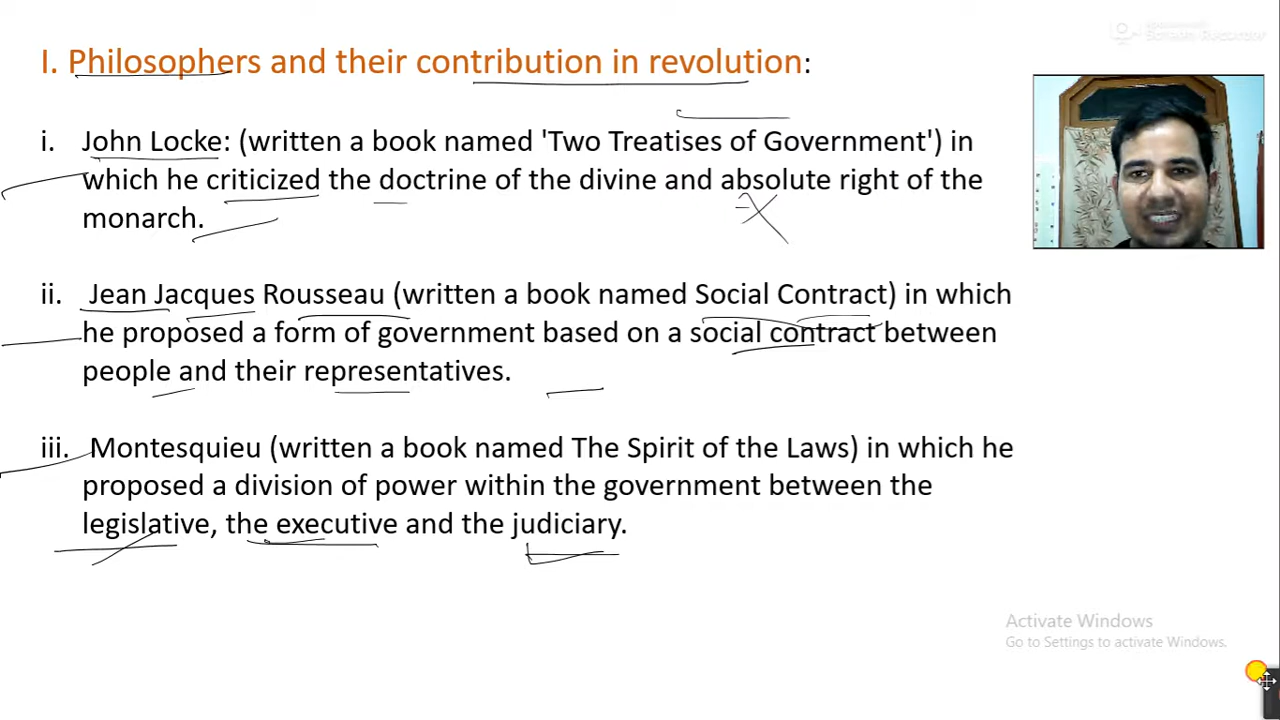 I. Philosophers and their contribution in revolution:
i. John Locke: (written a book named 'Two Treatises of Government') in
which he criticized the doctrine of the divine and absolute right of the
monarch.
ii. Jean Jacques Rousseau (written a book named Social Contract) in which
he proposed a form of government based on a social contract between
people and their representatives.
iii. Montesquieu (written a book named The Spirit of the Laws) in which he
proposed a division of power within the government between the
legislative, the executive and the judiciary.
Activate Windows
Go to Settings to activate Windows.